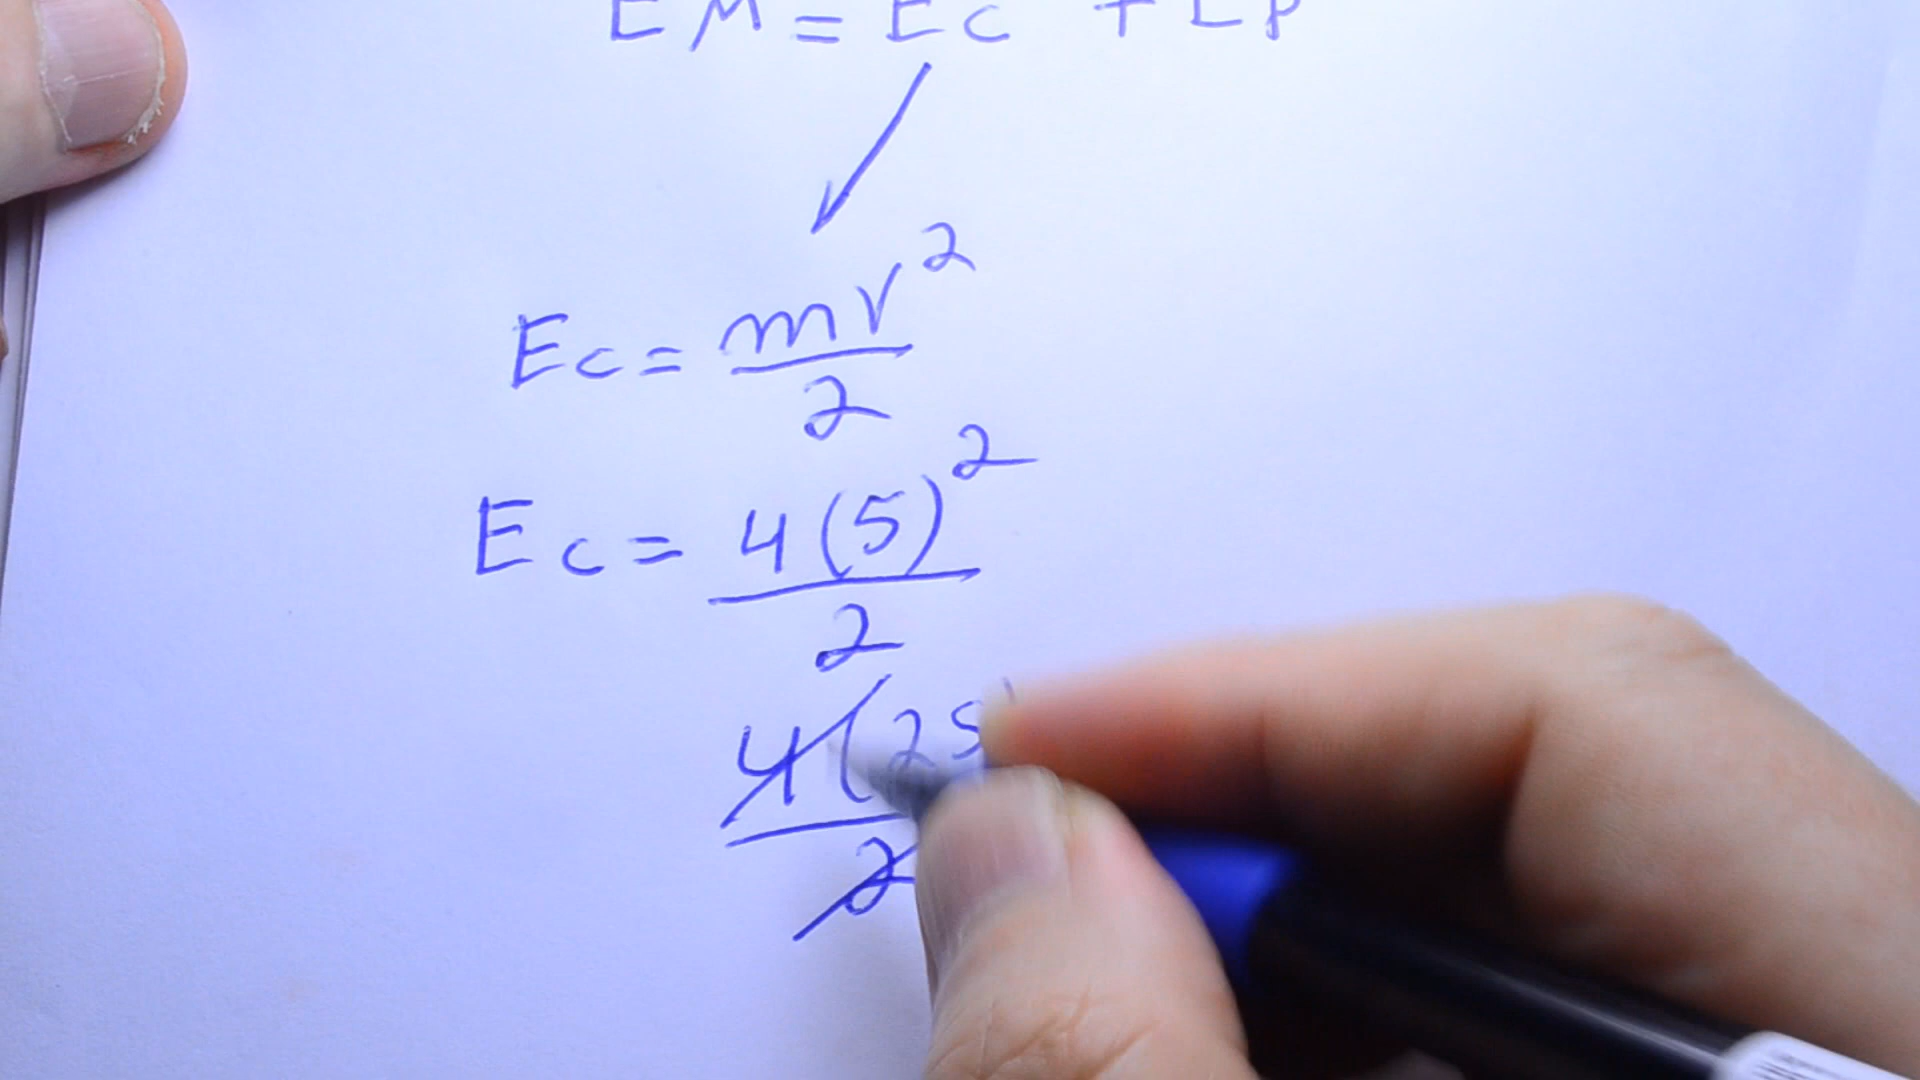 EM = Ec + EP
Ec = mv²/2
Ec = 4(5)²/2
4(25)/2